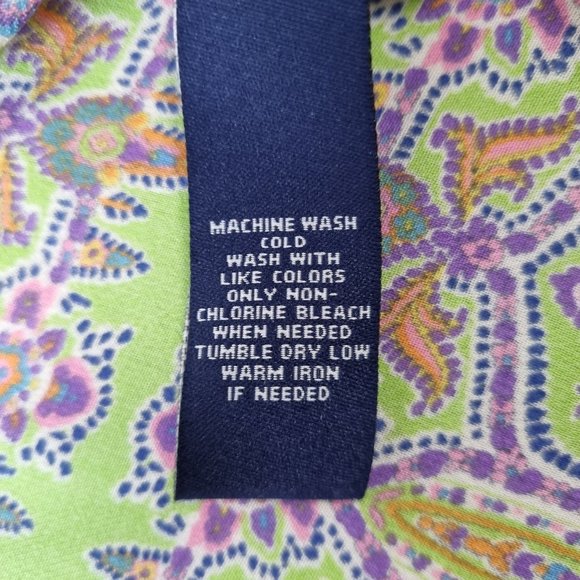 MACHINE WASH
COLD
WASH WITH
LIKE COLORS
ONLY NON-
CHLORINE BLEACH
WHEN NEEDED
TUMBLE DRY LOW
WARM IRON
IF NEEDED